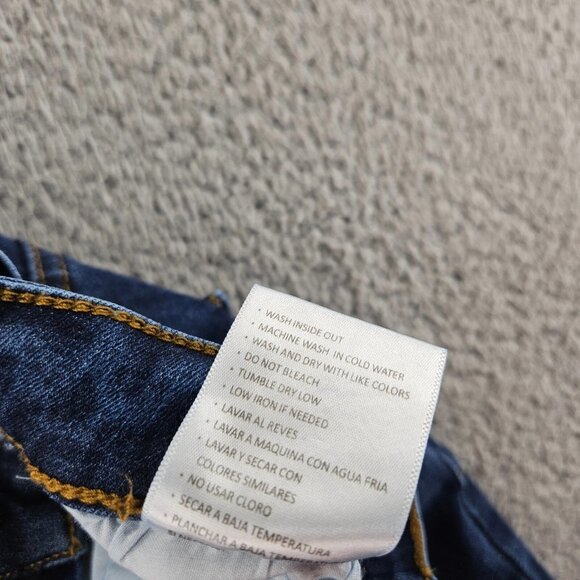 • WASH INSIDE OUT
• MACHINE WASH IN COLD WATER
• WASH AND DRY WITH LIKE COLORS
• DO NOT BLEACH
• TUMBLE DRY LOW
• LOW IRON IF NEEDED
• LAVAR AL REVES
• LAVAR A MAQUINA CON AGUA FRIA
• LAVAR Y SECAR CON
COLORES SIMILARES
• NO USAR CLORO
• SECAR A BAJA TEMPERATURA
• PLANCHAR A BAJA TEMPERATURA